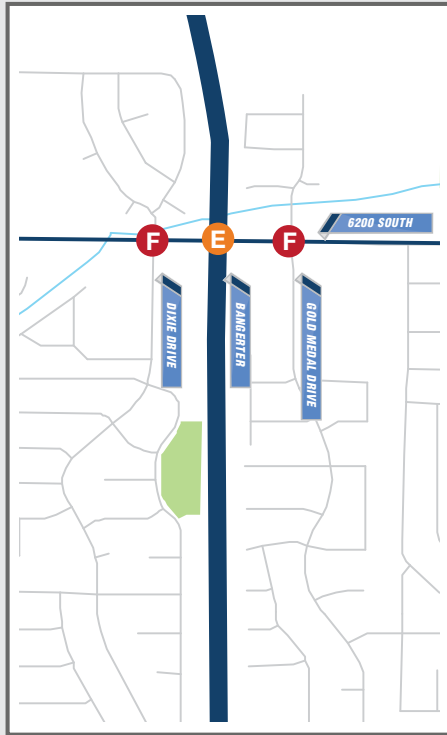 6200 SOUTH
F
E
F
DIXIE DRIVE
BANGERTER
GOLD MEDAL DRIVE